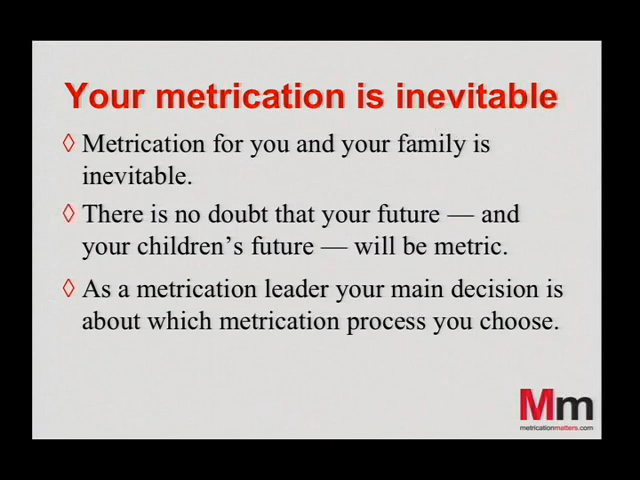 Your metrication is inevitable
◊ Metrication for you and your family is
inevitable.
◊ There is no doubt that your future — and
your children’s future — will be metric.
◊ As a metrication leader your main decision is
about which metrication process you choose.
Mm
metricationmatters.com